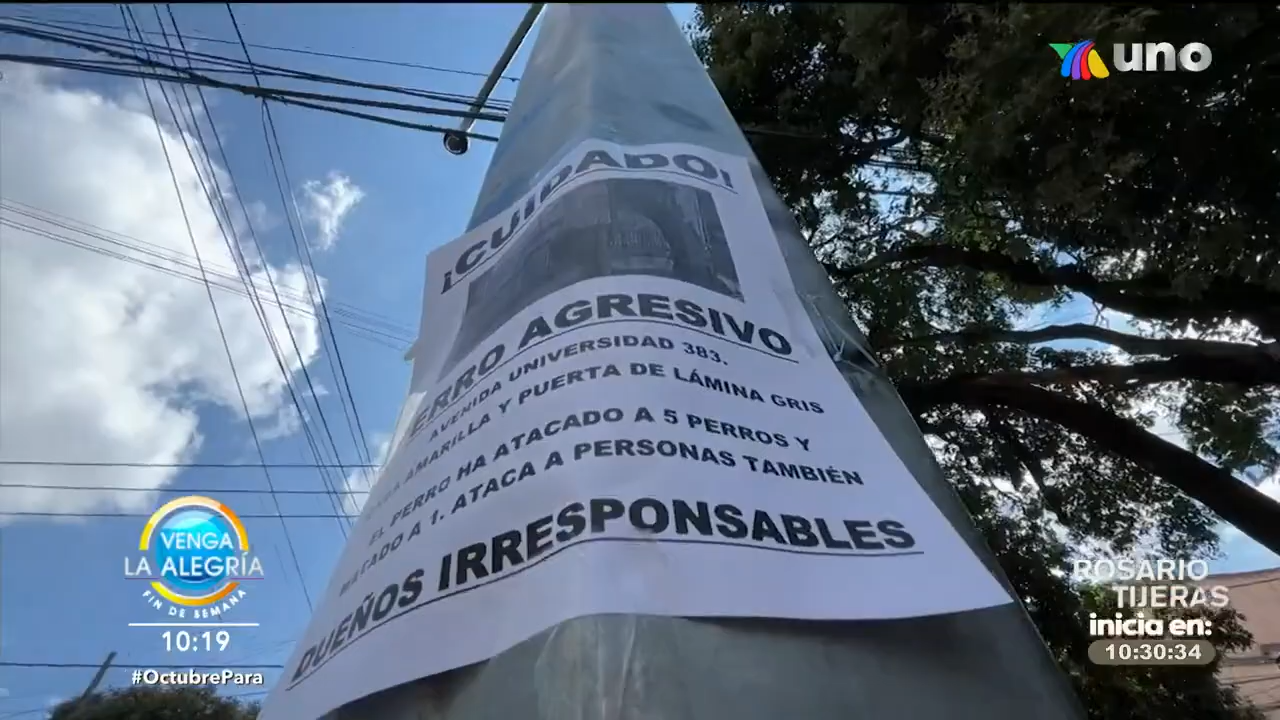 uno
¡CUIDADO!
PERRO AGRESIVO
AVENIDA UNIVERSIDAD 383.
AMARILLA Y PUERTA DE LÁMINA GRIS
EL PERRO HA ATACADO A 5 PERROS Y
MATADO A 1. ATACA A PERSONAS TAMBIÉN
DUEÑOS IRRESPONSABLES
VENGA
LA ALEGRÍA
FIN DE SEMANA
10:19
#OctubrePara
ROSARIO
TIJERAS
inicia en:
10:30:34